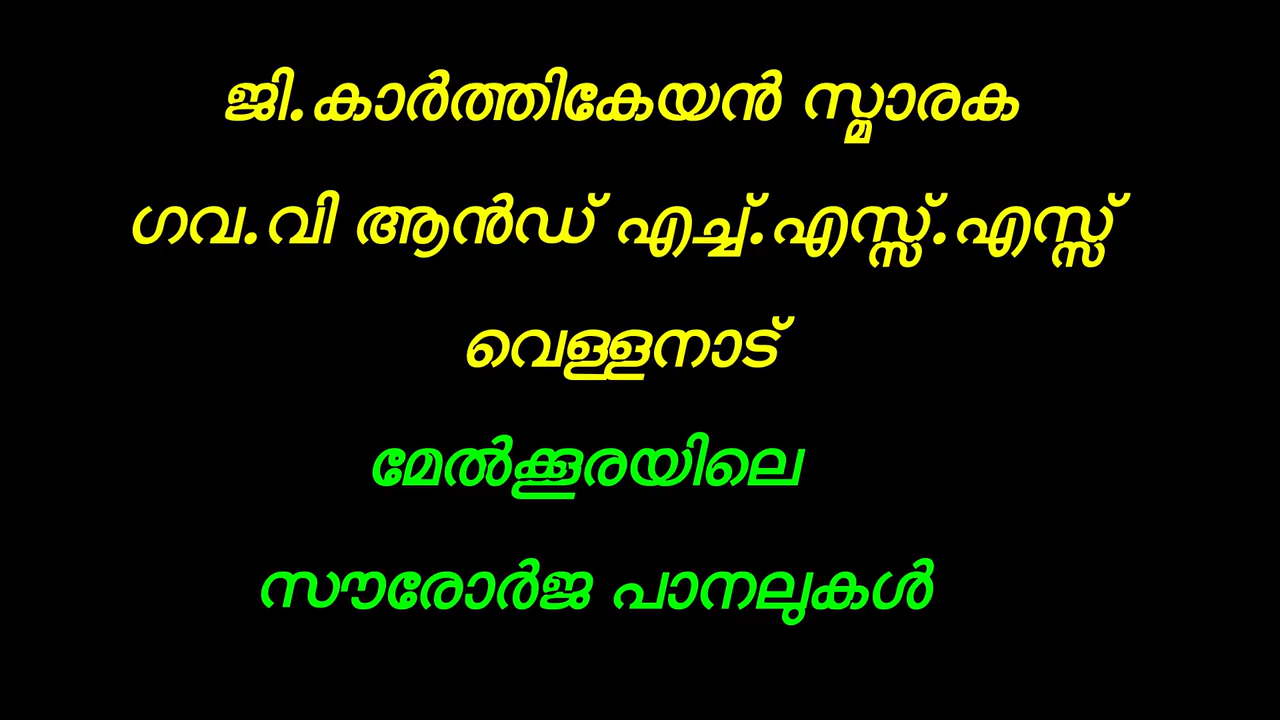 ജി.കാർത്തികേയൻ സ്മാരക
ഗവ.വി ആൻഡ് എച്ച്.എസ്സ്.എസ്സ്
വെള്ളനാട്
മേൽക്കൂരയിലെ
സൗരോർജ പാനലുകൾ